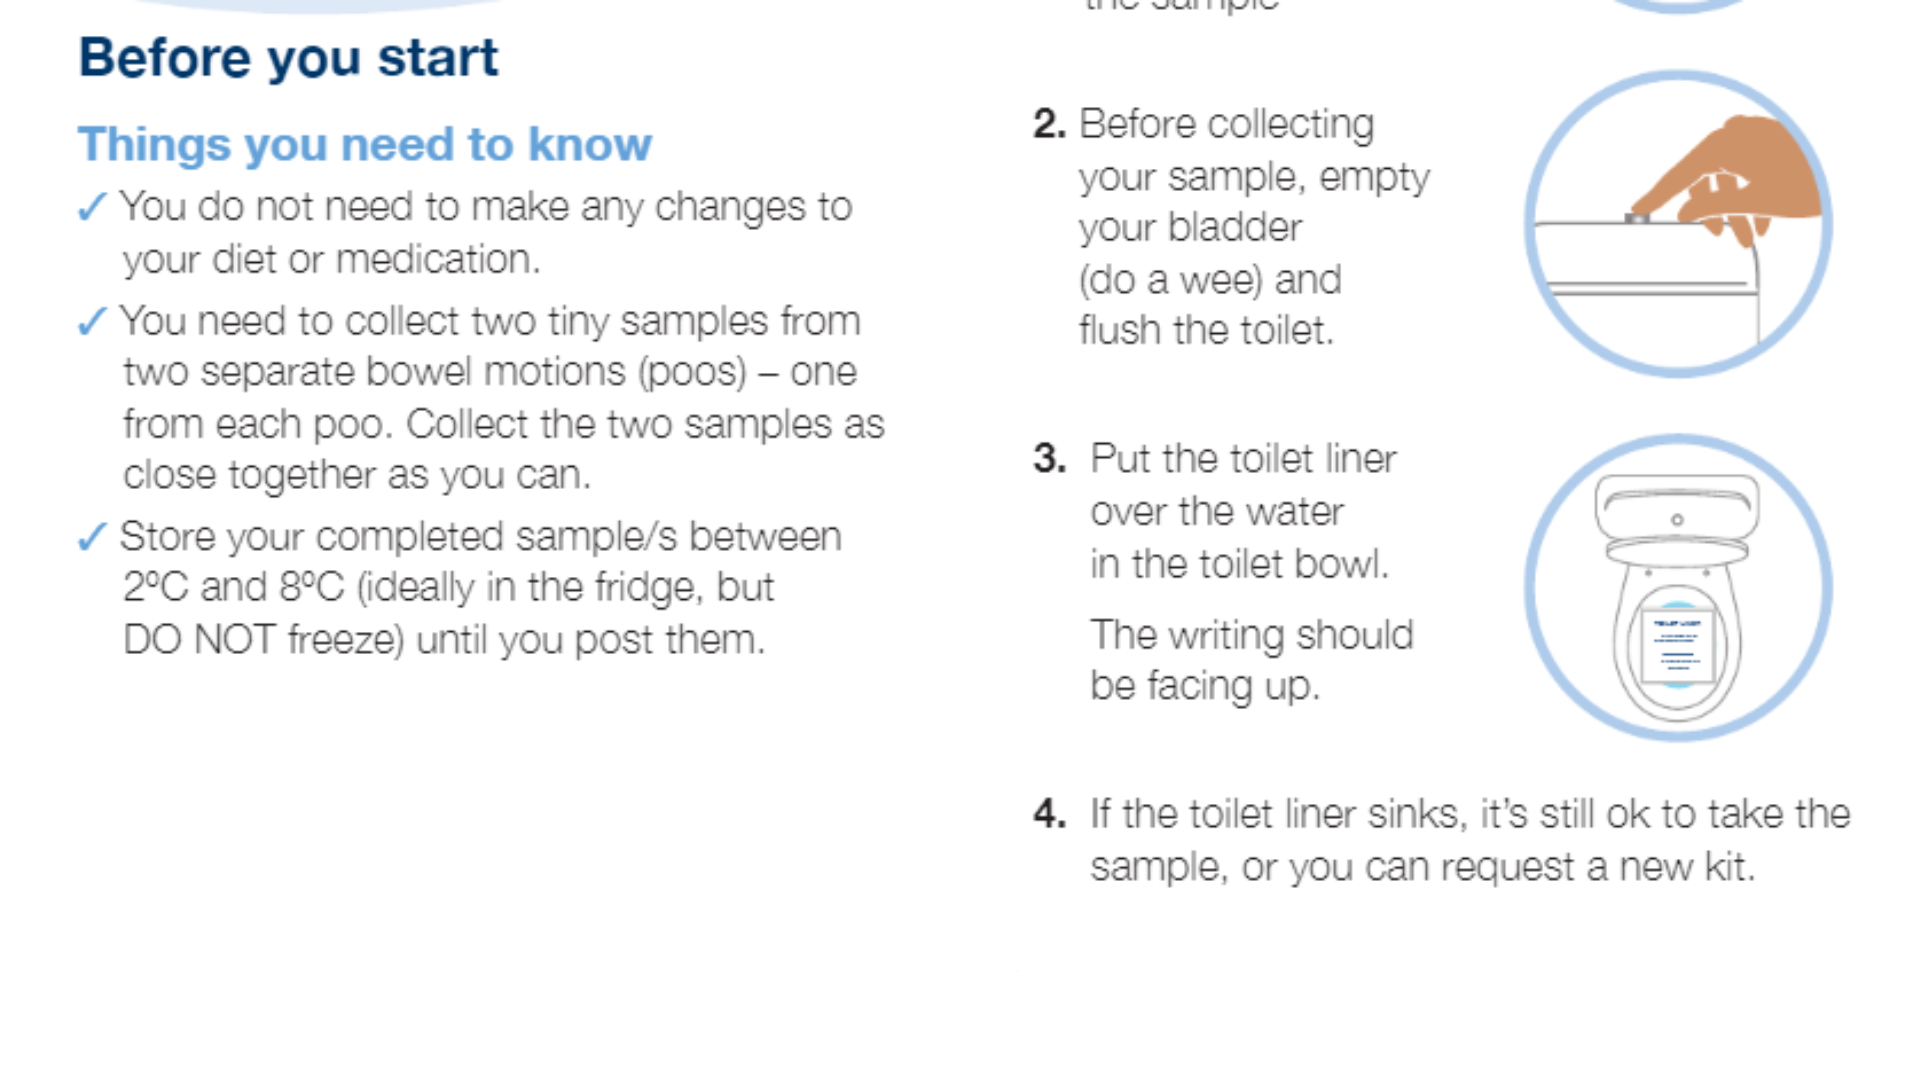 Before you start
Things you need to know
✓ You do not need to make any changes to
your diet or medication.
✓ You need to collect two tiny samples from
two separate bowel motions (poos) – one
from each poo. Collect the two samples as
close together as you can.
✓ Store your completed sample/s between
2ºC and 8ºC (ideally in the fridge, but
DO NOT freeze) until you post them.
the sample
2. Before collecting
your sample, empty
your bladder
(do a wee) and
flush the toilet.
3. Put the toilet liner
over the water
in the toilet bowl.
The writing should
be facing up.
TOILET LINER
4. If the toilet liner sinks, it’s still ok to take the
sample, or you can request a new kit.